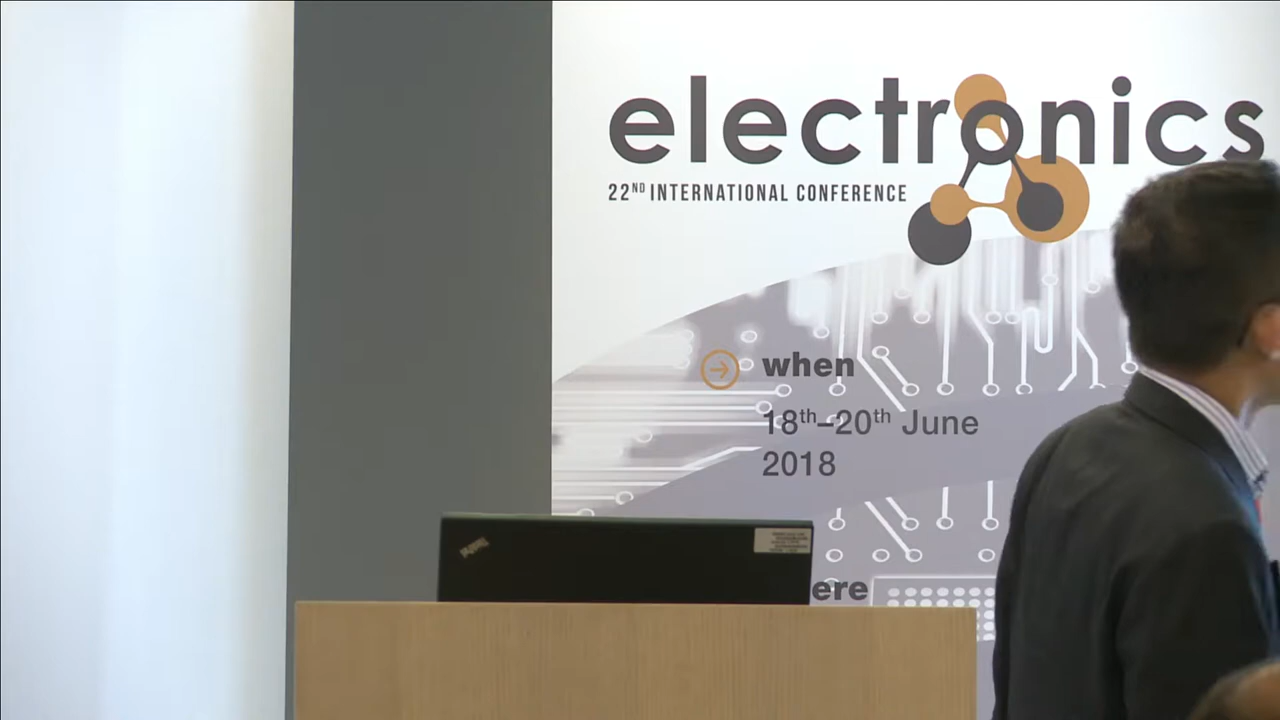 electronics
22ND INTERNATIONAL CONFERENCE
when
18th–20th June
2018
ere